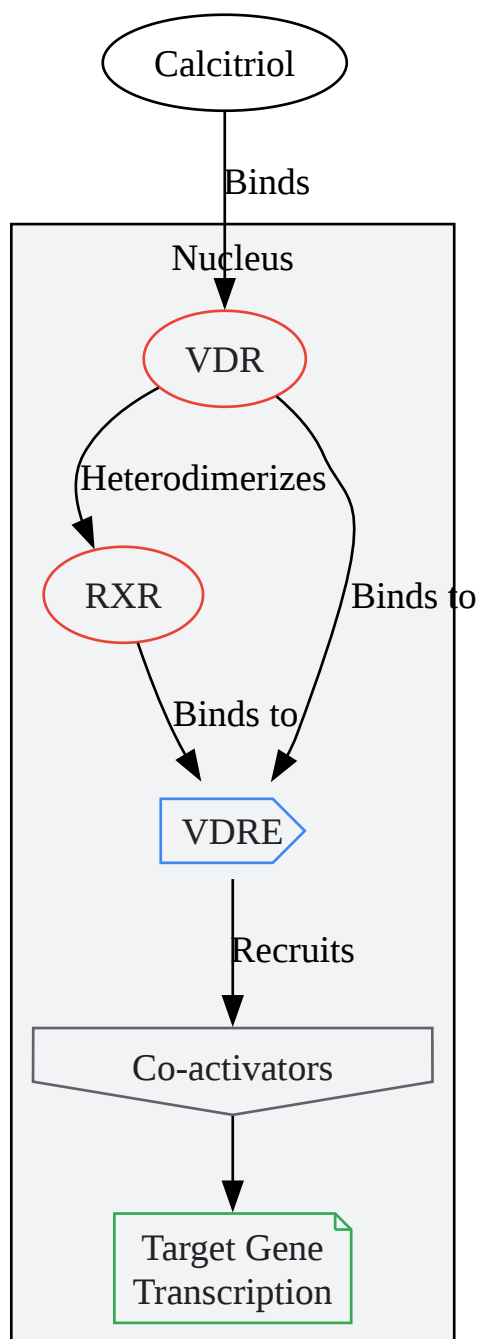 Calcitriol
Binds
Nucleus
VDR
Heterodimerizes
RXR
Binds to
Binds to
VDRE
Recruits
Co-activators
Target Gene
Transcription